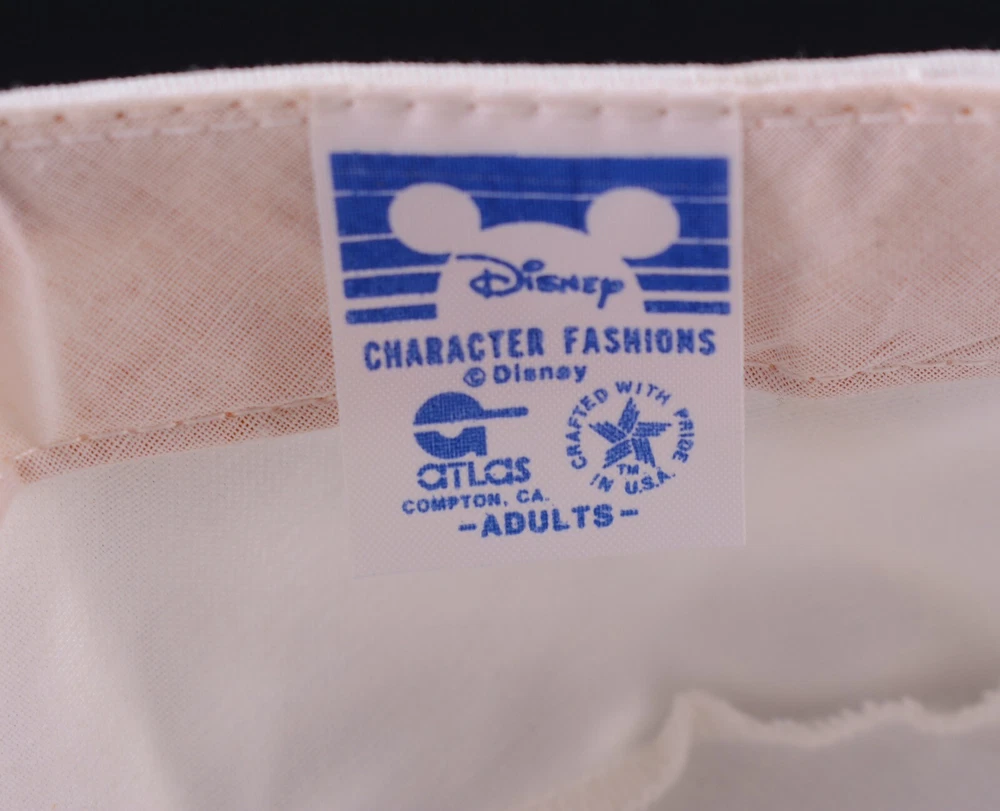 Disney
CHARACTER FASHIONS
© Disney
atlas
COMPTON, CA.
CRAFTED WITH PRIDE
TM
IN U.S.A.
-ADULTS-